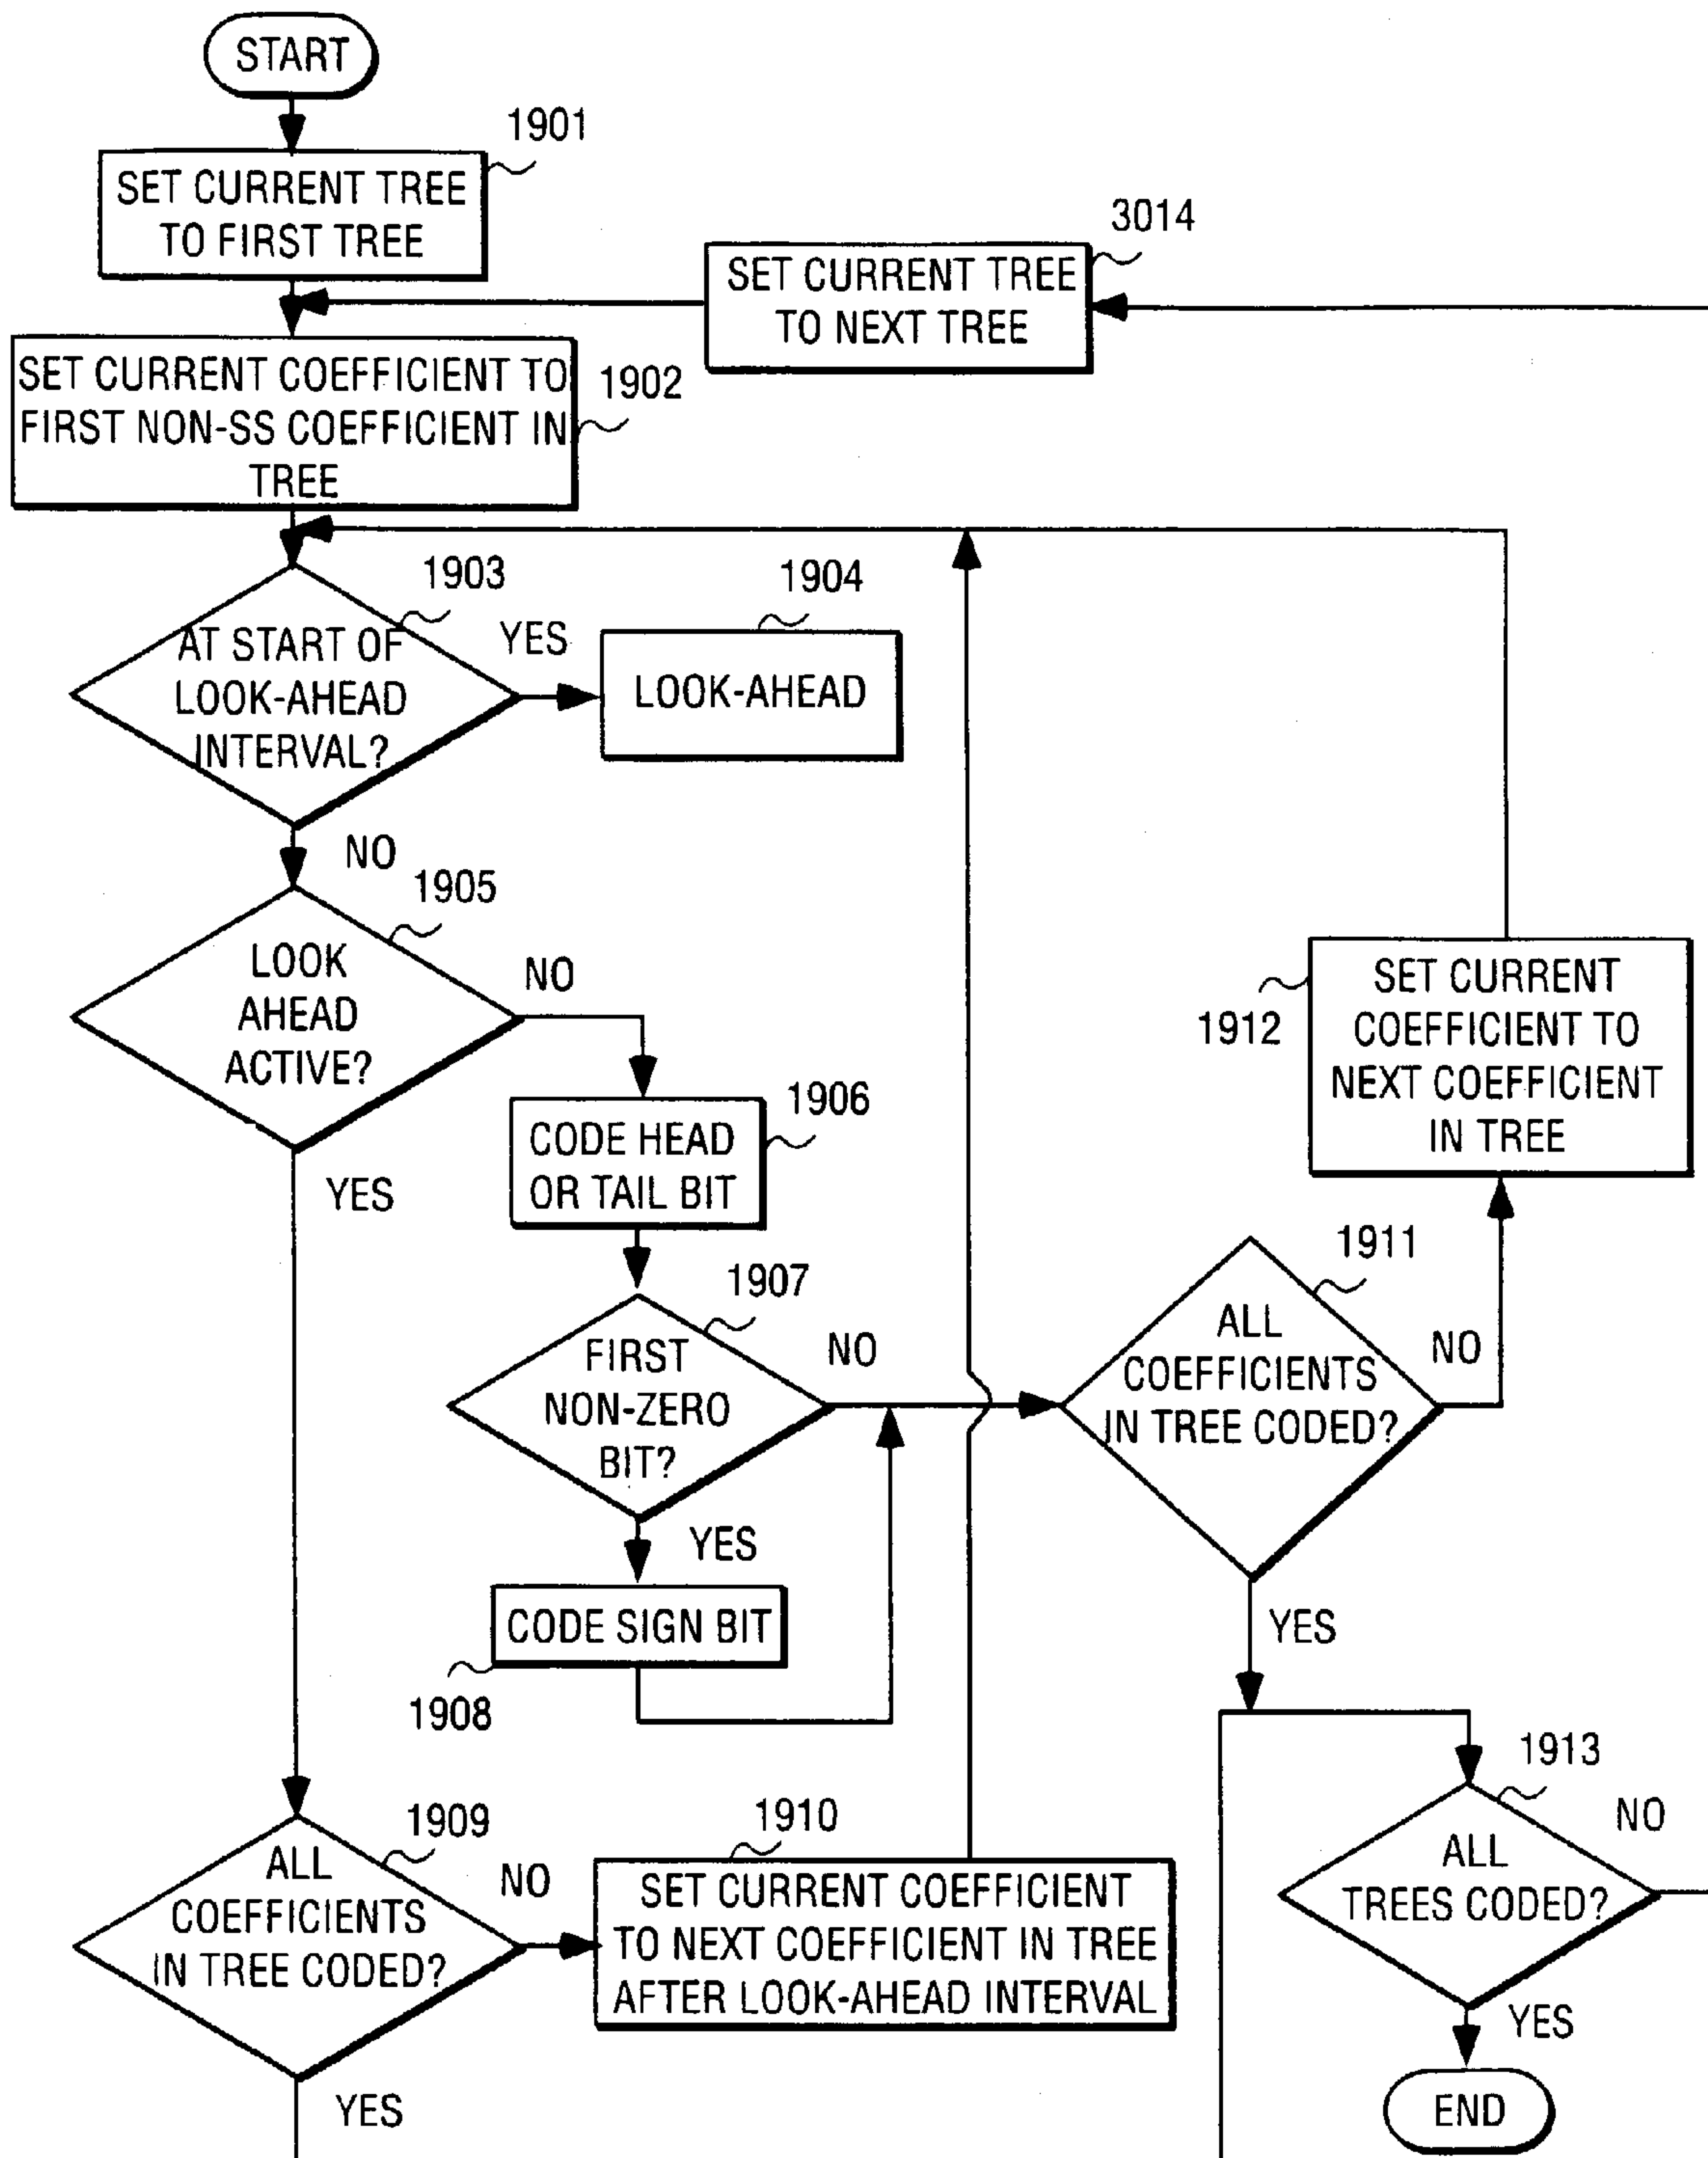 START
1901
SET CURRENT TREE
TO FIRST TREE
3014
SET CURRENT TREE
TO NEXT TREE
SET CURRENT COEFFICIENT TO
FIRST NON-SS COEFFICIENT IN
TREE
1902
1903
AT START OF
LOOK-AHEAD
INTERVAL?
YES
1904
LOOK-AHEAD
NO
1905
LOOK
AHEAD
ACTIVE?
NO
YES
1906
CODE HEAD
OR TAIL BIT
1907
FIRST
NON-ZERO
BIT?
NO
YES
CODE SIGN BIT
1908
1912
SET CURRENT
COEFFICIENT TO
NEXT COEFFICIENT
IN TREE
1911
ALL
COEFFICIENTS
IN TREE CODED?
NO
YES
1909
ALL
COEFFICIENTS
IN TREE CODED?
NO
YES
1910
SET CURRENT COEFFICIENT
TO NEXT COEFFICIENT IN TREE
AFTER LOOK-AHEAD INTERVAL
1913
ALL
TREES CODED?
NO
YES
END